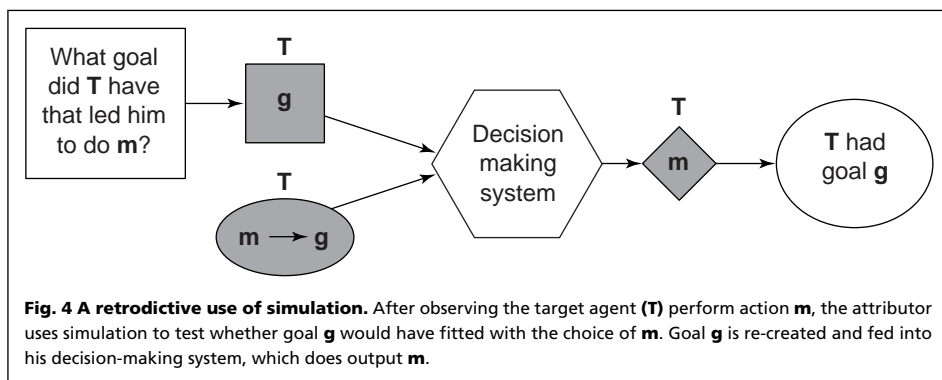 What goal
did T have
that led him
to do m?
T
g
T
m → g
Decision
making
system
T
m
T had
goal g
Fig. 4 A retrodictive use of simulation. After observing the target agent (T) perform action m, the attributor
uses simulation to test whether goal g would have fitted with the choice of m. Goal g is re-created and fed into
his decision-making system, which does output m.